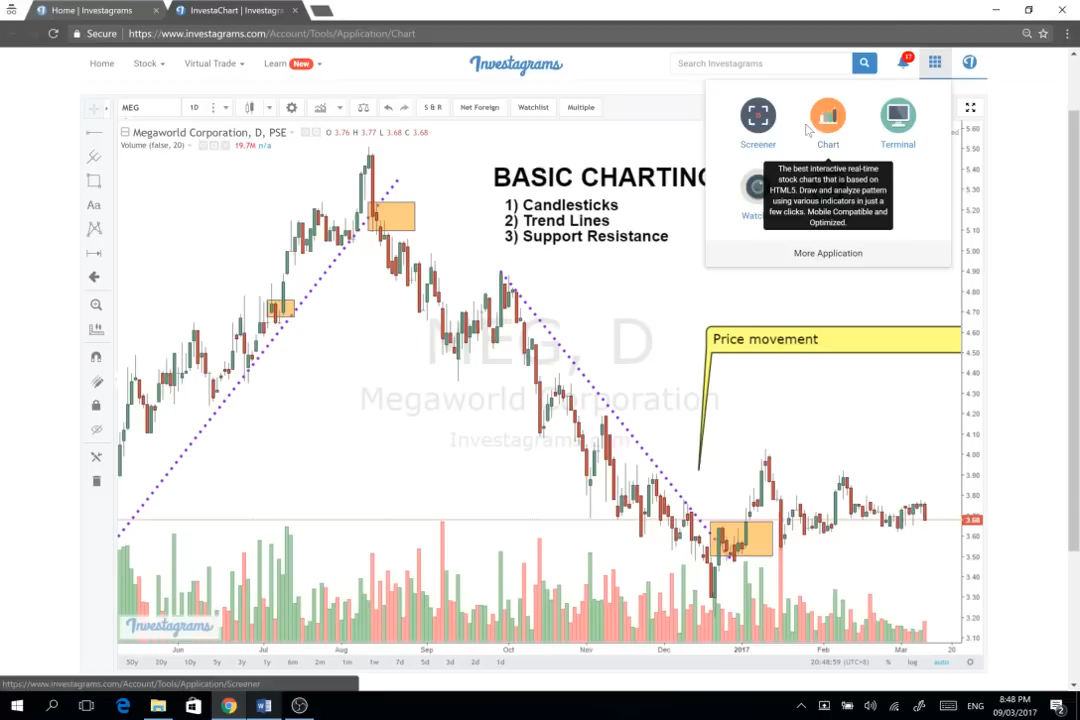 Home | Investagrams
InvestaChart | Investagr
Secure
https://www.investagrams.com/Account/Tools/Application/Chart
Home
Stock
Virtual Trade
Learn
New
Investagrams
Search Investagrams
17
MEG
1D
S & R
Net Foreign
Watchlist
Multiple
Megaworld Corporation, D, PSE
O 3.76 H 3.77 L 3.68 C 3.68
Volume (false, 20)
19.7M n/a
BASIC CHARTING
1) Candlesticks
2) Trend Lines
3) Support Resistance
Screener
Chart
Terminal
The best interactive real-time
stock charts that is based on
HTML5. Draw and analyze pattern
using various indicators in just a
few clicks. Mobile Compatible and
Optimized.
More Application
Aa
Price movement
MEG, D
Megaworld Corporation
5.60
5.50
5.40
5.30
5.20
5.10
5.00
4.90
4.80
4.70
4.60
4.50
4.40
4.30
4.20
4.10
4.00
3.90
3.80
3.70
3.68
3.60
3.50
3.40
3.30
3.20
3.10
Investagrams
Jun
Jul
Aug
Sep
Oct
Nov
Dec
2017
Feb
Mar
20
50y
20y
10y
5y
3y
1y
6m
2m
1m
1w
7d
5d
3d
2d
1d
20:48:59 (UTC+8)
%
log
auto
https://www.investagrams.com/Account/Tools/Application/Screener
ENG
8:48 PM
09/03/2017
2